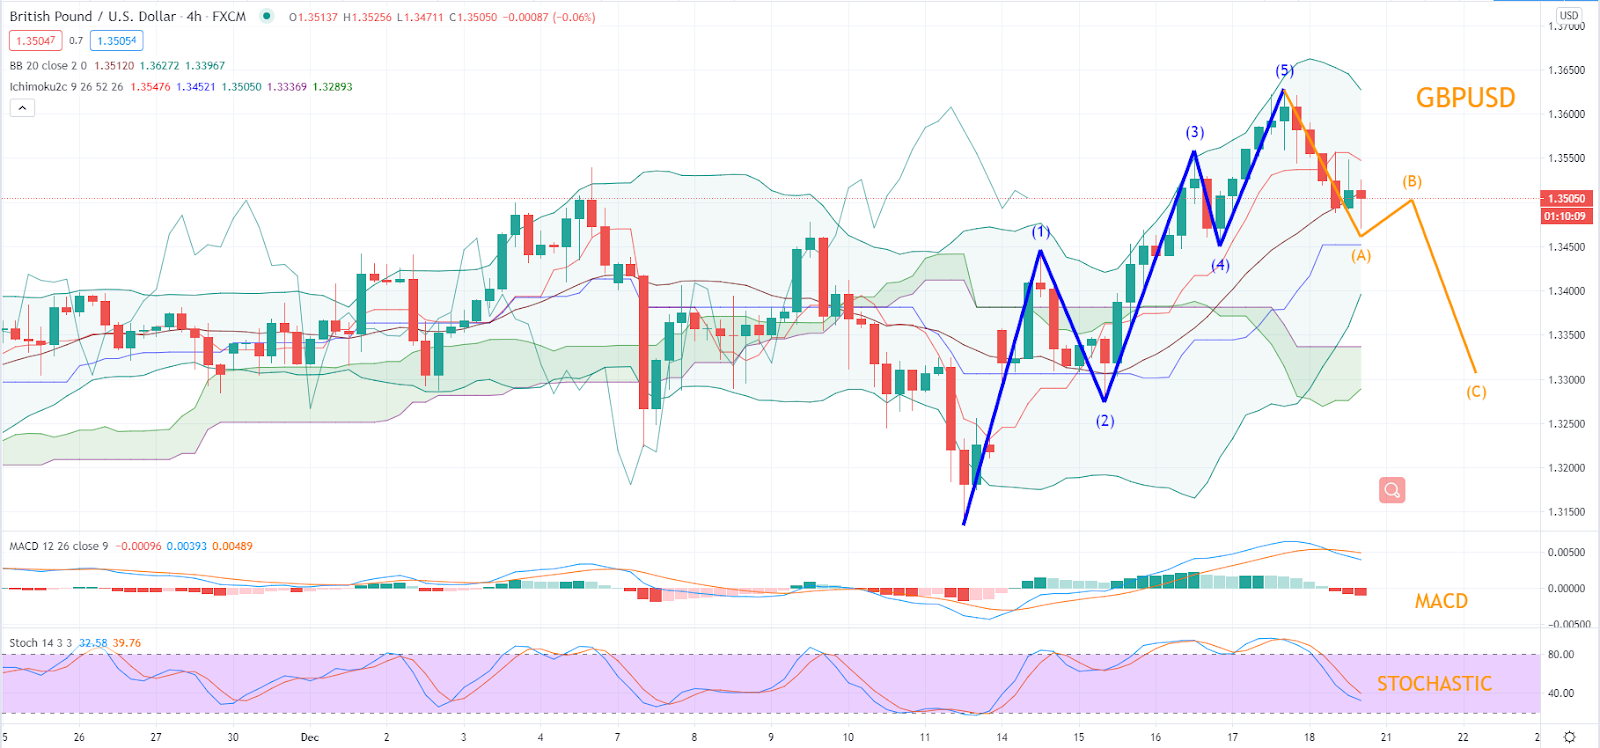 British Pound / U.S. Dollar · 4h · FXCM O1.35137 H1.35256 L1.34711 C1.35050 −0.00087 (−0.06%)
1.35047 0.7 1.35054
BB 20 close 2 0 1.35120 1.36272 1.33967
Ichimoku2c 9 26 52 26 1.35476 1.34521 1.35050 1.33369 1.32893
USD
1.37000
1.36500
1.36000
1.35500
1.35050
01:10:09
1.34500
1.34000
1.33500
1.33000
1.32500
1.32000
1.31500
GBPUSD
(5)
(3)
(B)
(1)
(A)
(4)
(C)
(2)
MACD 12 26 close 9 −0.00096 0.00393 0.00489
0.00500
0.00000
−0.00500
MACD
Stoch 14 3 3 32.58 39.76
80.00
40.00
STOCHASTIC
5 26 27 30 Dec 2 3 4 7 8 9 10 11 14 15 16 17 18 21 22 2